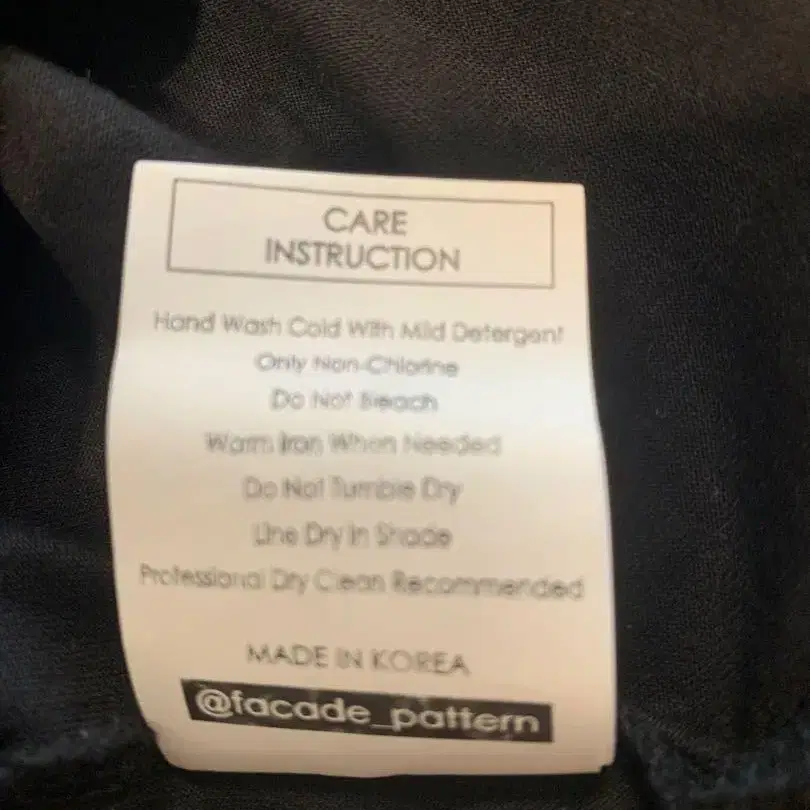 CARE
INSTRUCTION
Hand Wash Cold With Mild Detergent
Only Non-Chlorine
Do Not Bleach
Warm Iron When Needed
Do Not Tumble Dry
Line Dry In Shade
Professional Dry Clean Recommended
MADE IN KOREA
@facade_pattern